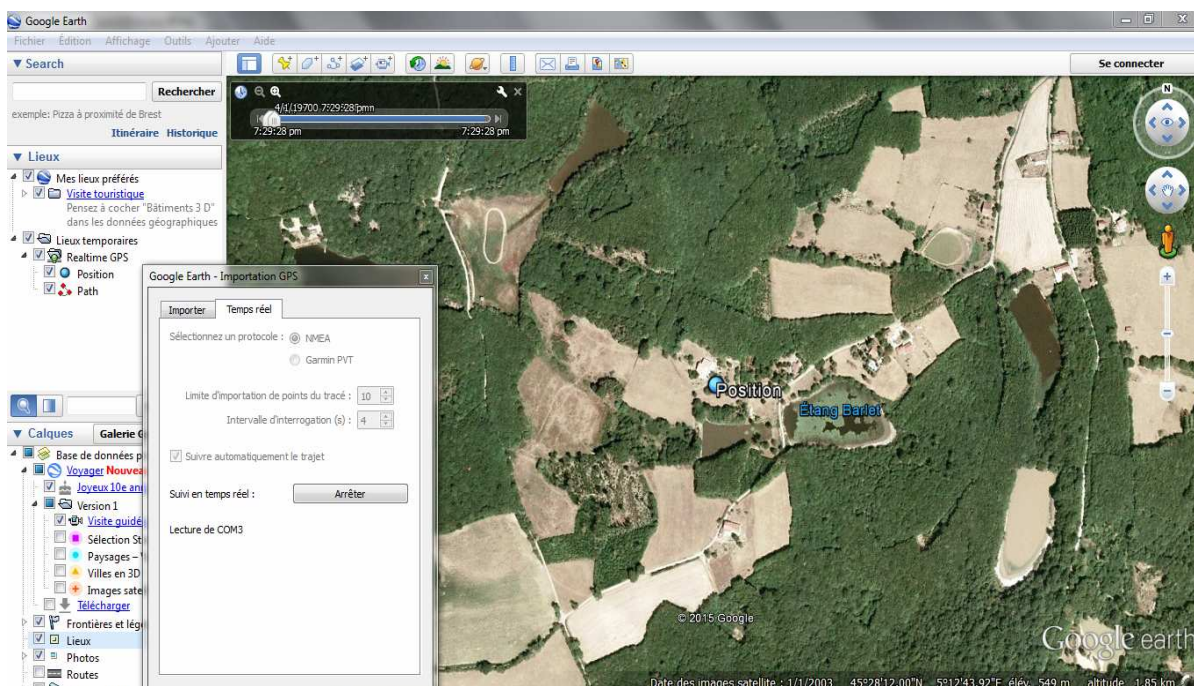 Google Earth
Fichier Édition Affichage Outils Ajouter Aide
▼ Search
Rechercher
exemple: Pizza à proximité de Brest
Itinéraire Historique
▼ Lieux
Mes lieux préférés
Visite touristique
Pensez à cocher "Bâtiments 3 D"
dans les données géographiques
Lieux temporaires
Realtime GPS
Position
Path
▼ Calques Galerie G
Base de données p
Voyager Nouvea
Joyeux 10e ann
Version 1
Visite guidé
Sélection St
Paysages –
Villes en 3D
Images sate
Télécharger
Frontières et lég
Lieux
Photos
Routes
Google Earth - Importation GPS
Importer Temps réel
Sélectionnez un protocole : NMEA
Garmin PVT
Limite d'importation de points du tracé : 10
Intervalle d'interrogation (s) : 4
Suivre automatiquement le trajet
Suivi en temps réel : Arrêter
Lecture de COM3
Se connecter
7:29:28 pm 7:29:28 pm
N
Position
Étang Barlet
© 2015 Google
Google earth
Date des images satellite : 1/1/2003 45°28'12.00"N 5°12'43.92"E élév. 549 m altitude 1.85 km